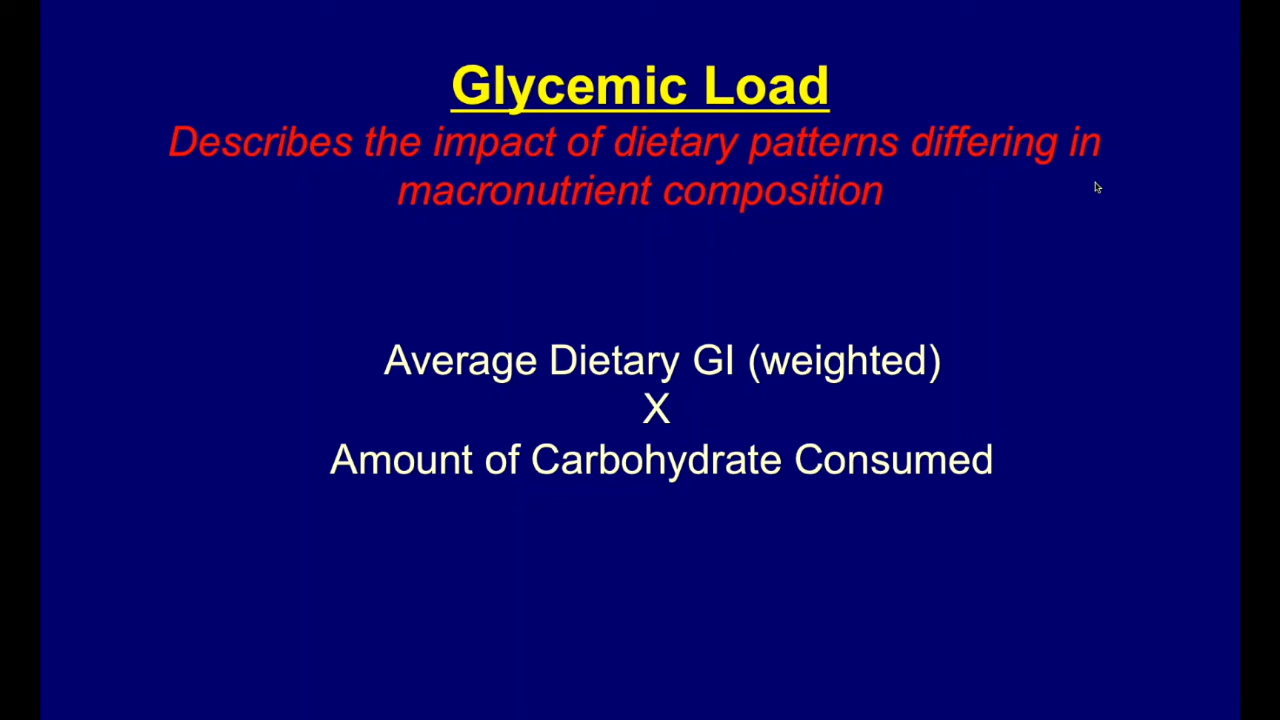 Glycemic Load
Describes the impact of dietary patterns differing in
macronutrient composition
Average Dietary GI (weighted)
X
Amount of Carbohydrate Consumed